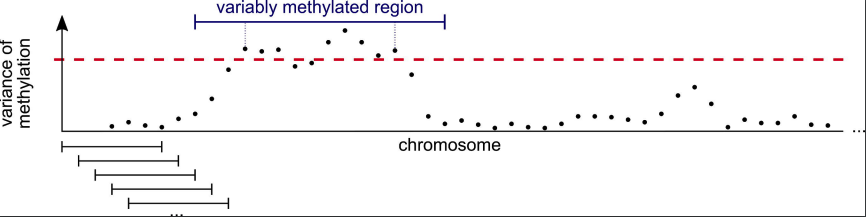 variably methylated region
variance of
methylation
chromosome
...
...